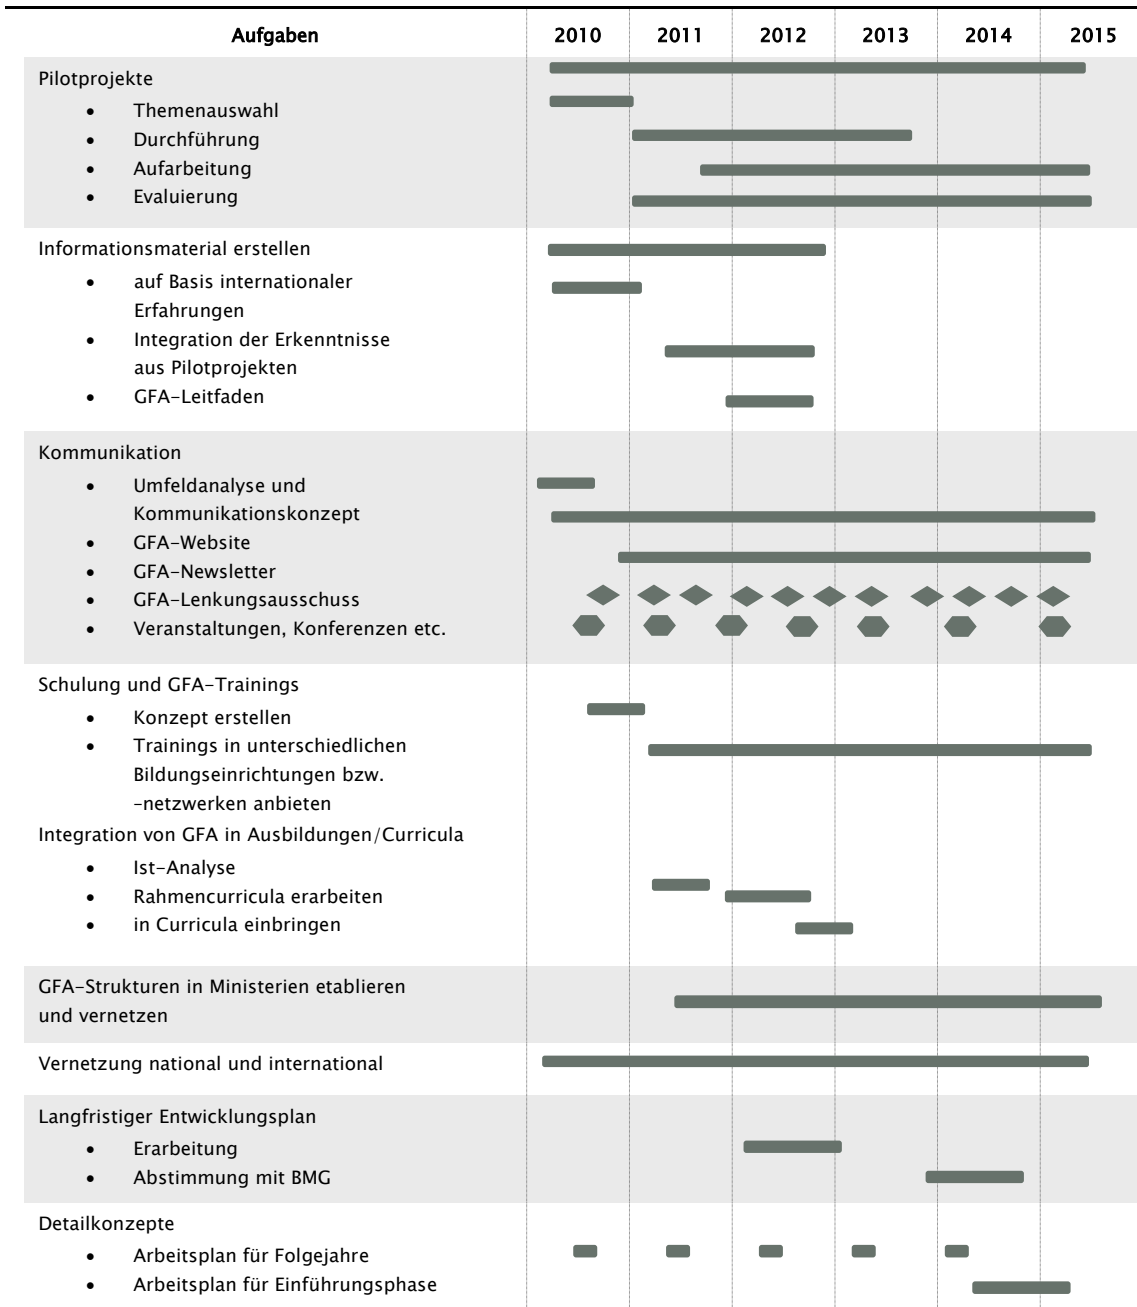 Aufgaben 2010 2011 2012 2013 2014 2015
Pilotprojekte
• Themenauswahl
• Durchführung
• Aufarbeitung
• Evaluierung
Informationsmaterial erstellen
• auf Basis internationaler
Erfahrungen
• Integration der Erkenntnisse
aus Pilotprojekten
• GFA-Leitfaden
Kommunikation
• Umfeldanalyse und
Kommunikationskonzept
• GFA-Website
• GFA-Newsletter
• GFA-Lenkungsausschuss
• Veranstaltungen, Konferenzen etc.
Schulung und GFA-Trainings
• Konzept erstellen
• Trainings in unterschiedlichen
Bildungseinrichtungen bzw.
-netzwerken anbieten
Integration von GFA in Ausbildungen/Curricula
• Ist-Analyse
• Rahmencurricula erarbeiten
• in Curricula einbringen
GFA-Strukturen in Ministerien etablieren
und vernetzen
Vernetzung national und international
Langfristiger Entwicklungsplan
• Erarbeitung
• Abstimmung mit BMG
Detailkonzepte
• Arbeitsplan für Folgejahre
• Arbeitsplan für Einführungsphase